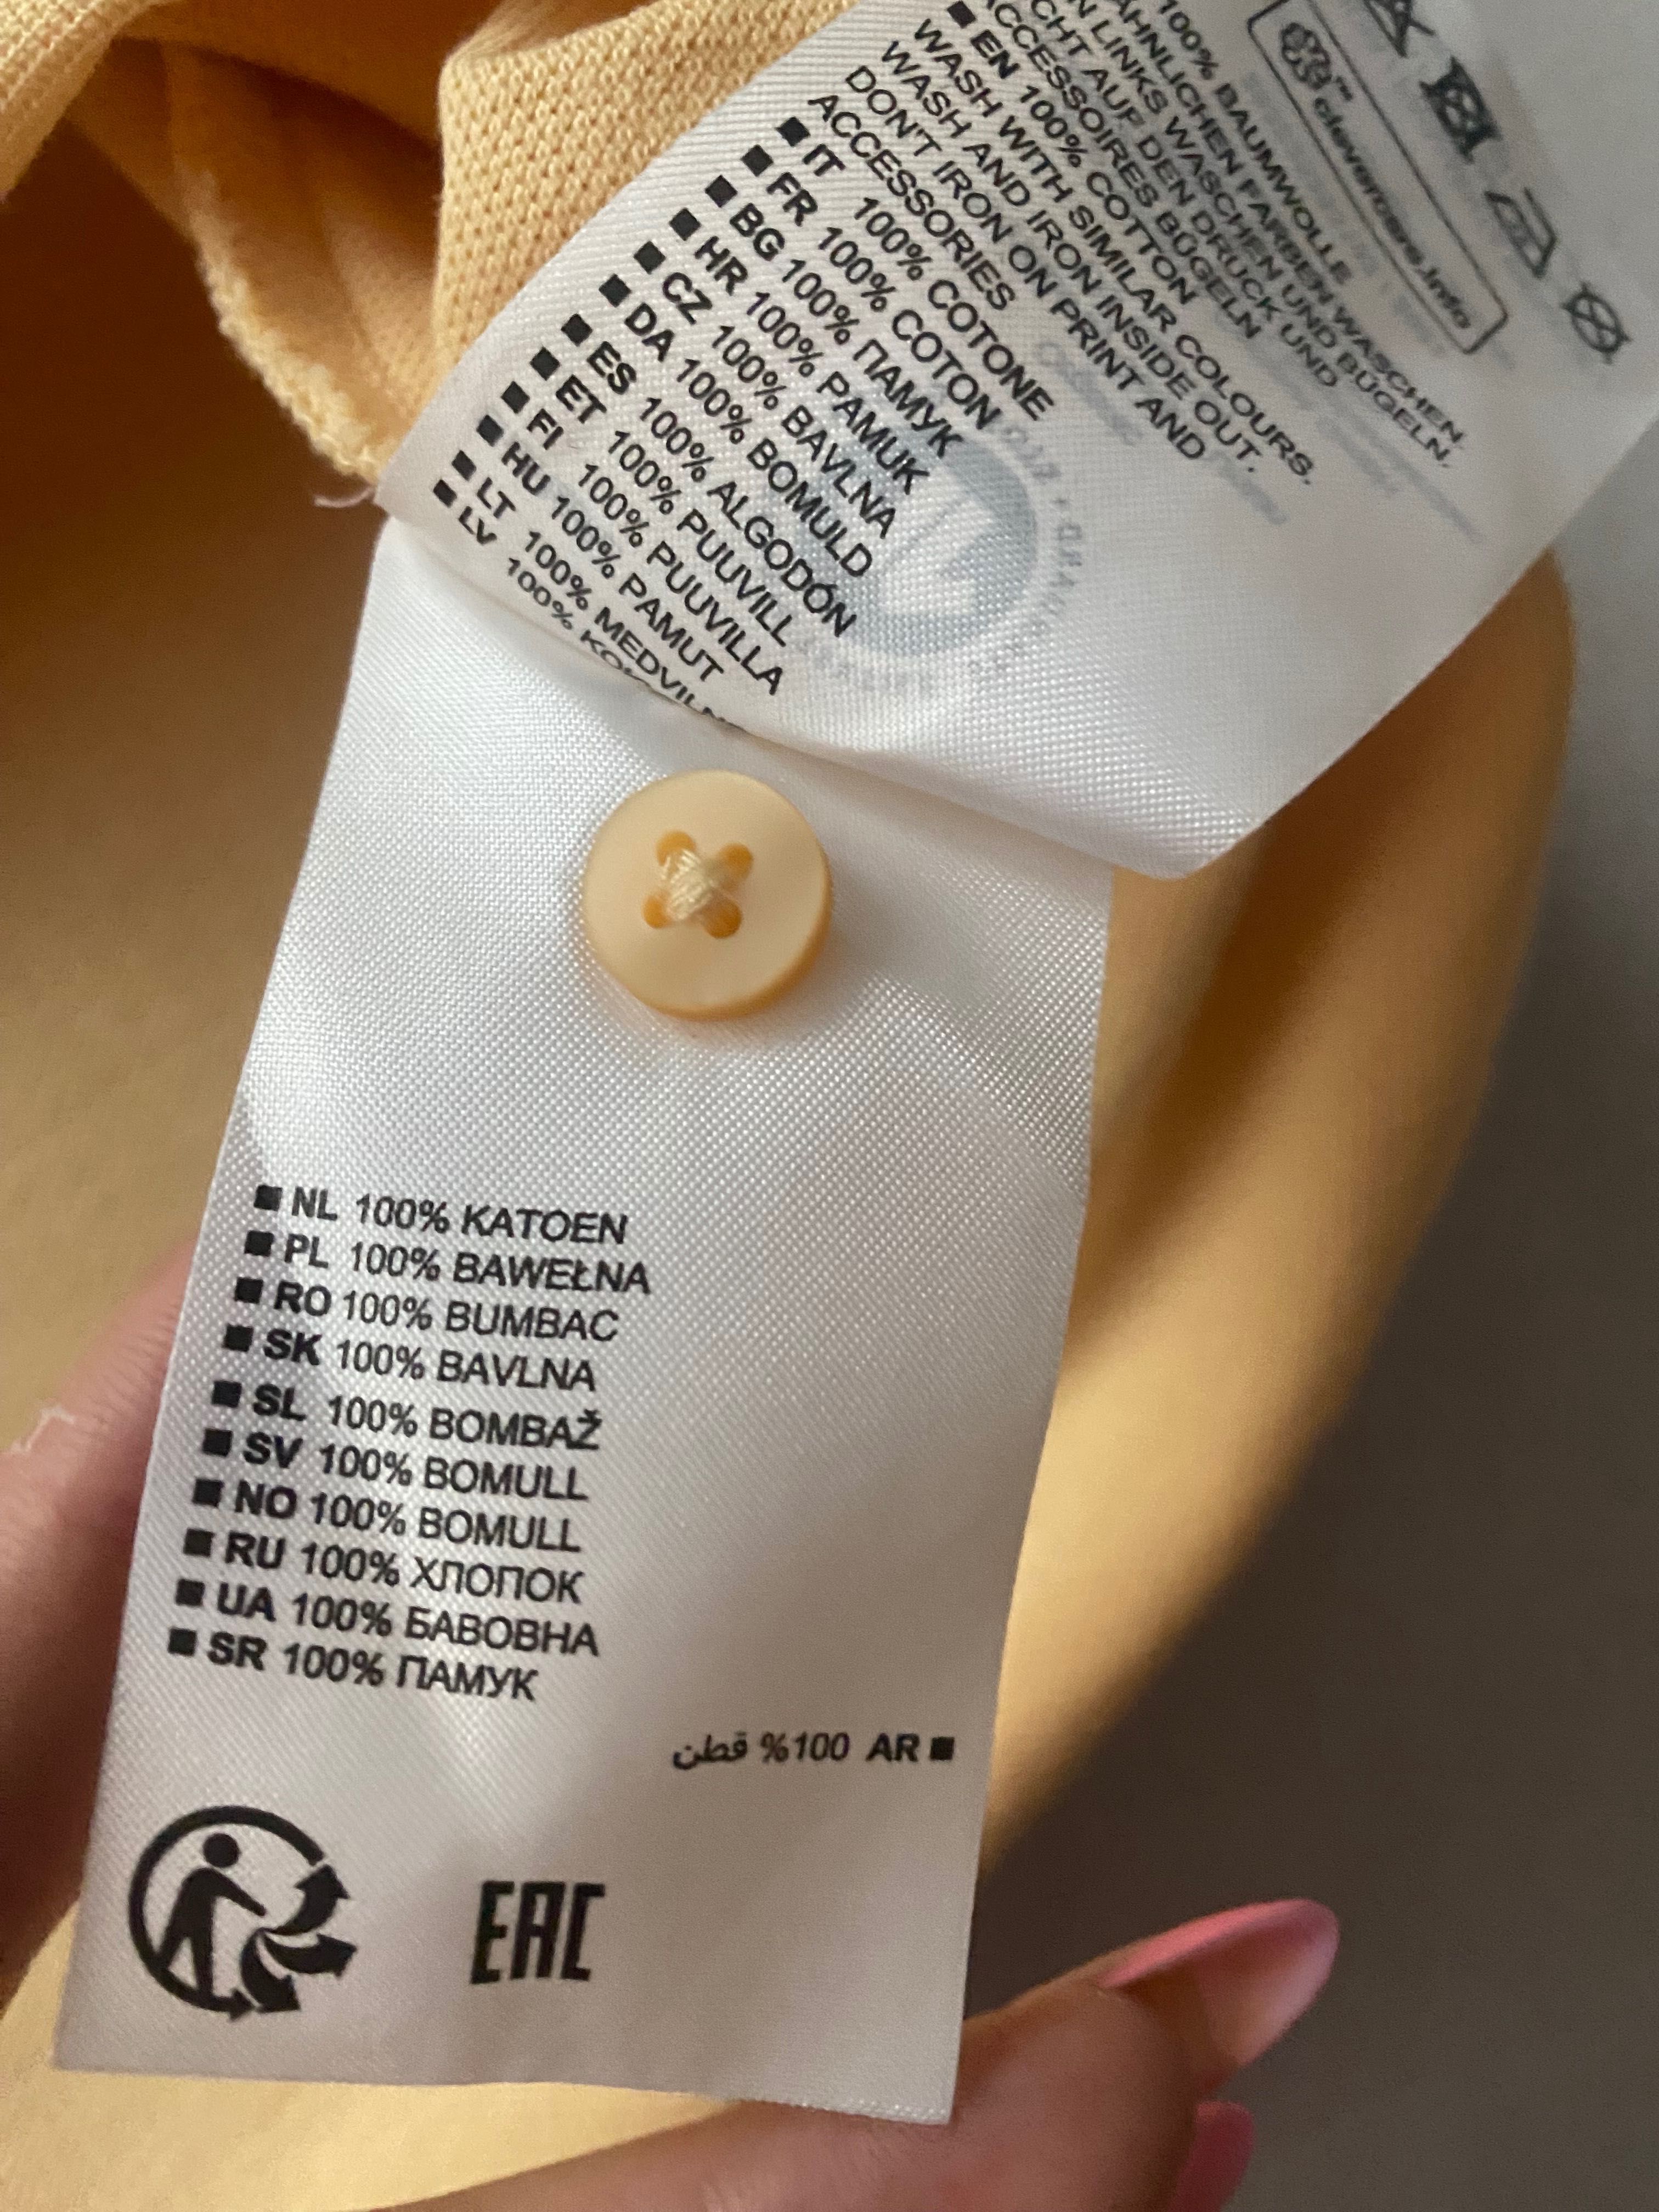 clevercare.info
100% BAUMWOLLE
ÄHNLICHEN FARBEN WASCHEN.
LINKS WASCHEN UND BÜGELN.
AUF DEN DRUCK UND
ACCESSOIRES BÜGELN
■ EN 100% COTTON
WASH WITH SIMILAR COLOURS.
WASH AND IRON INSIDE OUT.
DON'T IRON ON PRINT AND
ACCESSORIES
■ IT 100% COTONE
■ FR 100% COTON
■ BG 100% ПАМУК
■ HR 100% PAMUK
■ CZ 100% BAVLNA
■ DA 100% BOMULD
■ ES 100% ALGODÓN
■ ET 100% PUUVILL
■ FI 100% PUUVILLA
■ HU 100% PAMUT
■ LT 100% MEDVILNĖ
■ LV 100%
■ NL 100% KATOEN
■ PL 100% BAWEŁNA
■ RO 100% BUMBAC
■ SK 100% BAVLNA
■ SL 100% BOMBAŽ
■ SV 100% BOMULL
■ NO 100% BOMULL
■ RU 100% ХЛОПОК
■ UA 100% БАВОВНА
■ SR 100% ПАМУК
■ AR 100% قطن
EAC